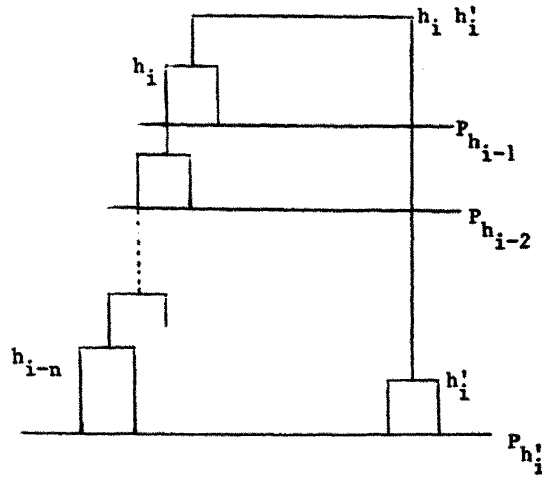 h_i h'_i
h_i
P_{h_{i-1}}
P_{h_{i-2}}
h_{i-n}
h'_i
P_{h'_i}